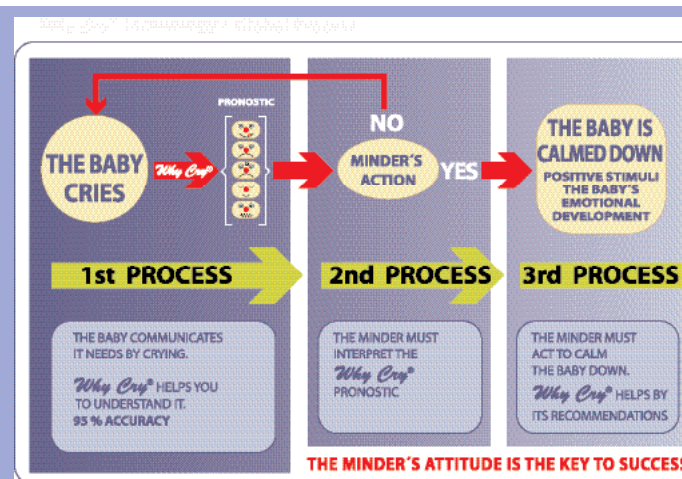 PRONOSTIC
THE BABY
CRIES
Why Cry®
NO
MINDER´S
ACTION
YES
THE BABY IS
CALMED DOWN
POSITIVE STIMULI
THE BABY´S
EMOTIONAL
DEVELOPMENT
1st PROCESS
2nd PROCESS
3rd PROCESS
THE BABY COMMUNICATES
IT NEEDS BY CRYING.
Why Cry® HELPS YOU
TO UNDERSTAND IT.
95 % ACCURACY
THE MINDER MUST
INTERPRET THE
Why Cry®
PRONOSTIC
THE MINDER MUST
ACT TO CALM
THE BABY DOWN.
Why Cry® HELPS BY
ITS RECOMMENDATIONS
THE MINDER´S ATTITUDE IS THE KEY TO SUCCES